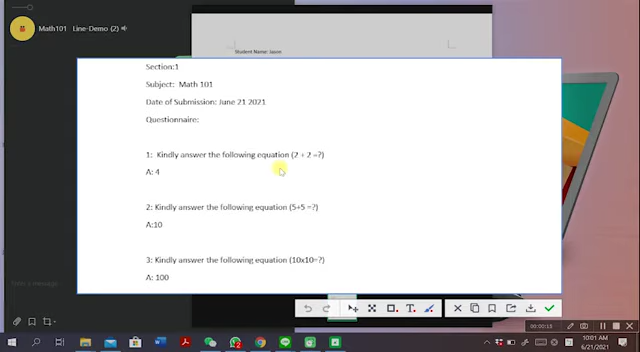 Math101 Line-Demo (2)
Student Name: Jason
Section:1
Subject: Math 101
Date of Submission: June 21 2021
Questionnaire:
1: Kindly answer the following equation (2 + 2 =?)
A: 4
2: Kindly answer the following equation (5+5 =?)
A:10
3: Kindly answer the following equation (10x10=?)
A: 100
T
00:00:15
10:01 AM
6/21/2021